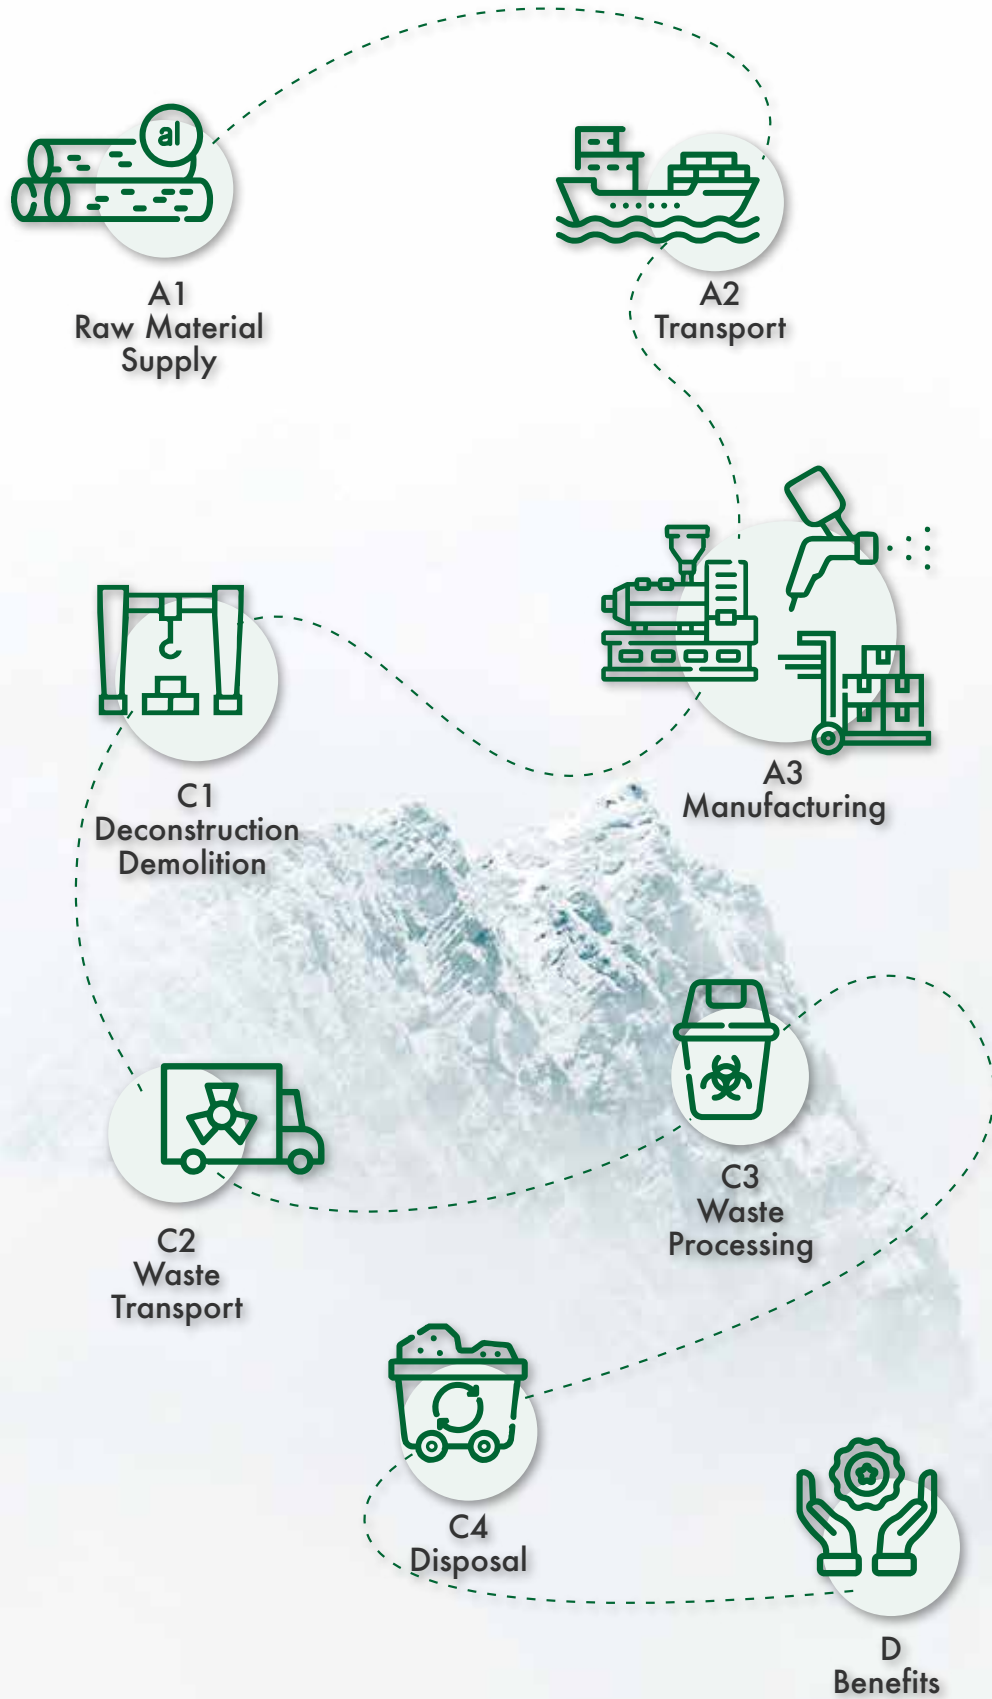 al
A1
Raw Material
Supply
A2
Transport
A3
Manufacturing
C1
Deconstruction
Demolition
C2
Waste
Transport
C3
Waste
Processing
C4
Disposal
D
Benefits